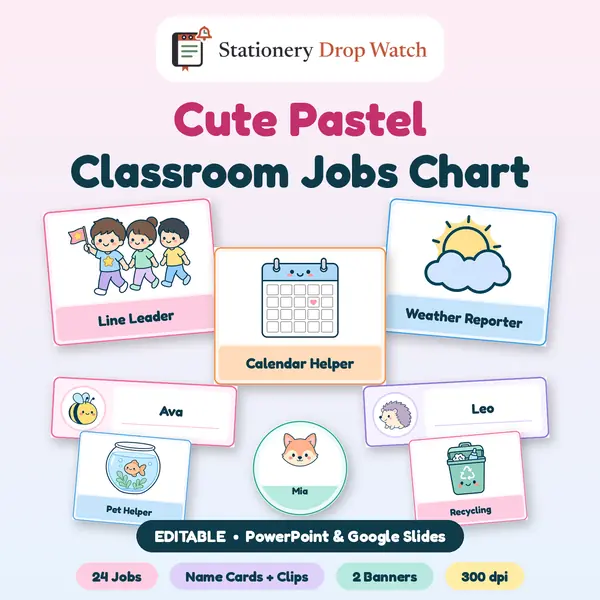 Stationery Drop Watch
Cute Pastel
Classroom Jobs Chart
Line Leader
Calendar Helper
Weather Reporter
Ava
Leo
Pet Helper
Mia
Recycling
EDITABLE • PowerPoint & Google Slides
24 Jobs
Name Cards + Clips
2 Banners
300 dpi